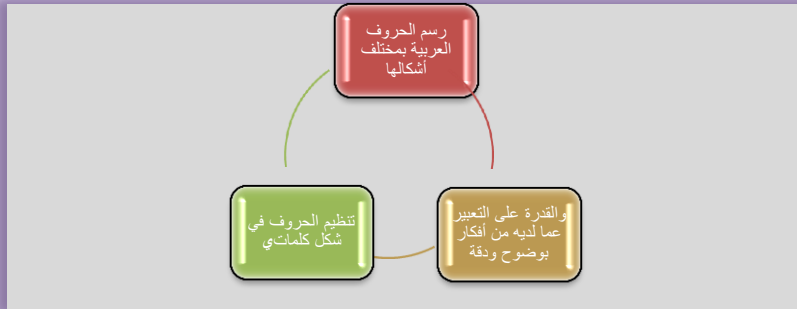 رسم الحروف
العربية بمختلف
أشكالها
والقدرة على التعبير
عما لديه من أفكار
بوضوح ودقة
تنظيم الحروف في
شكل كلماتي